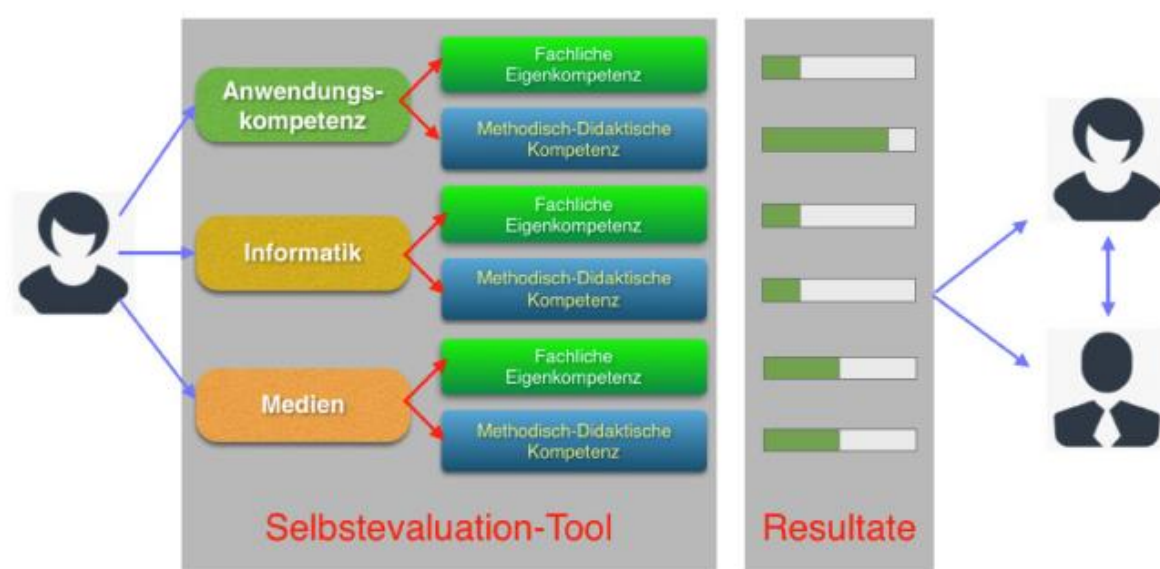 Anwendungs-
kompetenz
Fachliche
Eigenkompetenz
Methodisch-Didaktische
Kompetenz
Informatik
Fachliche
Eigenkompetenz
Methodisch-Didaktische
Kompetenz
Medien
Fachliche
Eigenkompetenz
Methodisch-Didaktische
Kompetenz
Selbstevaluation-Tool
Resultate